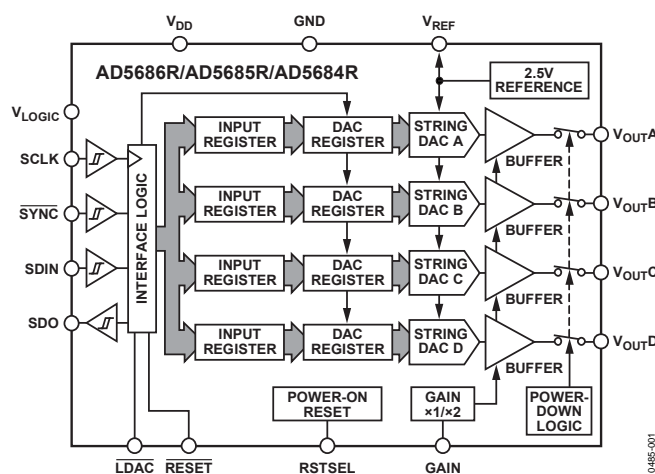 VDD
GND
VREF
AD5686R/AD5685R/AD5684R
2.5V
REFERENCE
VLOGIC
SCLK
SYNC
SDIN
SDO
INTERFACE LOGIC
INPUT
REGISTER
DAC
REGISTER
STRING
DAC A
BUFFER
VOUTA
INPUT
REGISTER
DAC
REGISTER
STRING
DAC B
BUFFER
VOUTB
INPUT
REGISTER
DAC
REGISTER
STRING
DAC C
BUFFER
VOUTC
INPUT
REGISTER
DAC
REGISTER
STRING
DAC D
BUFFER
VOUTD
POWER-ON
RESET
GAIN
×1/×2
POWER-
DOWN
LOGIC
LDAC
RESET
RSTSEL
GAIN
0485-001